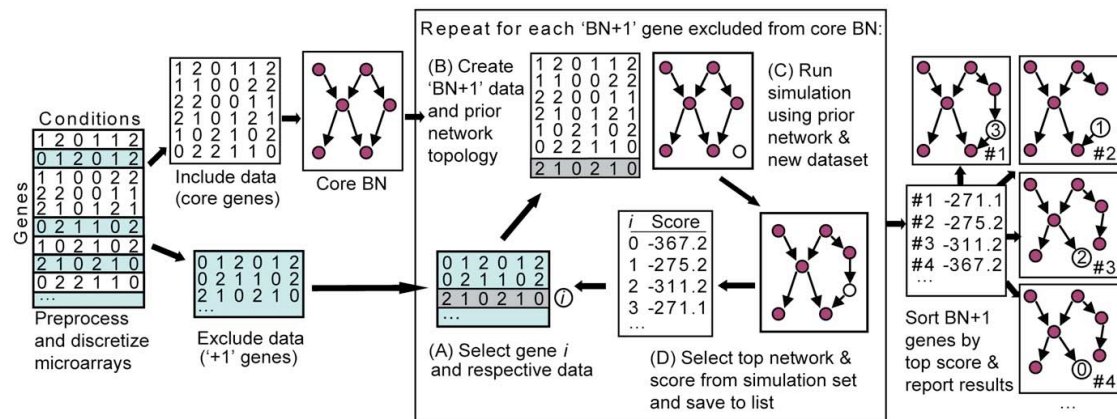 Conditions
Genes
1 2 0 1 1 2
0 1 2 0 1 2
1 1 0 0 2 2
2 2 0 0 1 1
2 1 0 1 2 1
0 2 1 1 0 2
1 0 2 1 0 2
2 1 0 2 1 0
0 2 2 1 1 0
...
Preprocess
and discretize
microarrays
1 2 0 1 1 2
1 1 0 0 2 2
2 2 0 0 1 1
2 1 0 1 2 1
1 0 2 1 0 2
0 2 2 1 1 0
Include data
(core genes)
Core BN
0 1 2 0 1 2
0 2 1 1 0 2
2 1 0 2 1 0
...
Exclude data
('+1' genes)
Repeat for each 'BN+1' gene excluded from core BN:
(B) Create
'BN+1' data
and prior
network
topology
1 2 0 1 1 2
1 1 0 0 2 2
2 2 0 0 1 1
2 1 0 1 2 1
1 0 2 1 0 2
0 2 2 1 1 0
2 1 0 2 1 0
(C) Run
simulation
using prior
network &
new dataset
0 1 2 0 1 2
0 2 1 1 0 2
2 1 0 2 1 0 i
...
(A) Select gene i
and respective data
i Score
0 -367.2
1 -275.2
2 -311.2
3 -271.1
...
(D) Select top network &
score from simulation set
and save to list
3
#1
1
#2
#1 -271.1
#2 -275.2
#3 -311.2
#4 -367.2
...
2
#3
Sort BN+1
genes by
top score &
report results
0
#4
...